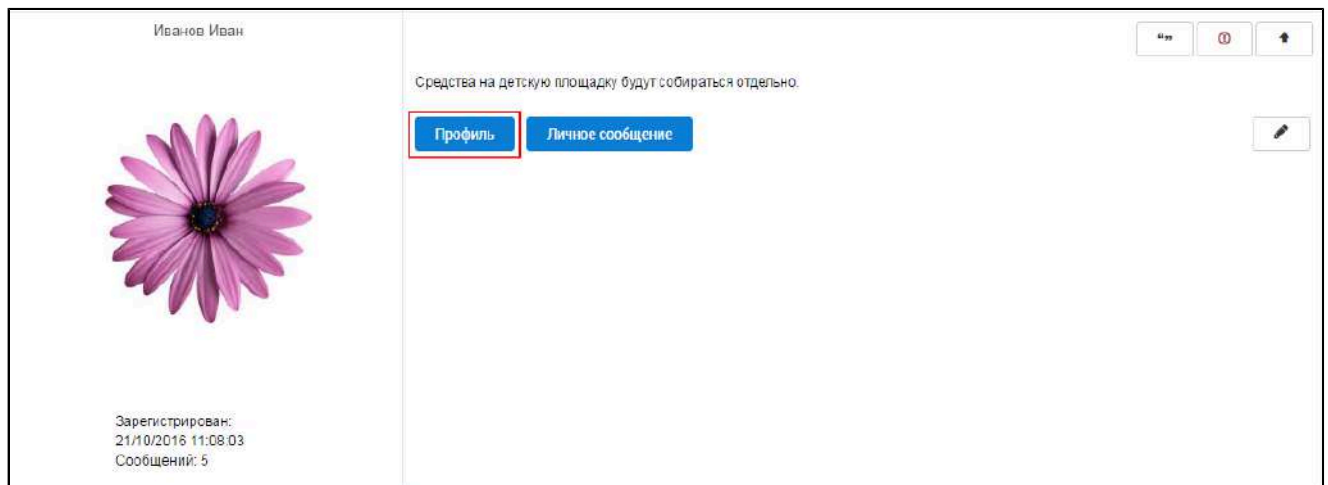 Иванов Иван
“”
Средства на детскую площадку будут собираться отдельно.
Профиль
Личное сообщение
Зарегистрирован:
21/10/2016 11:08:03
Сообщений: 5